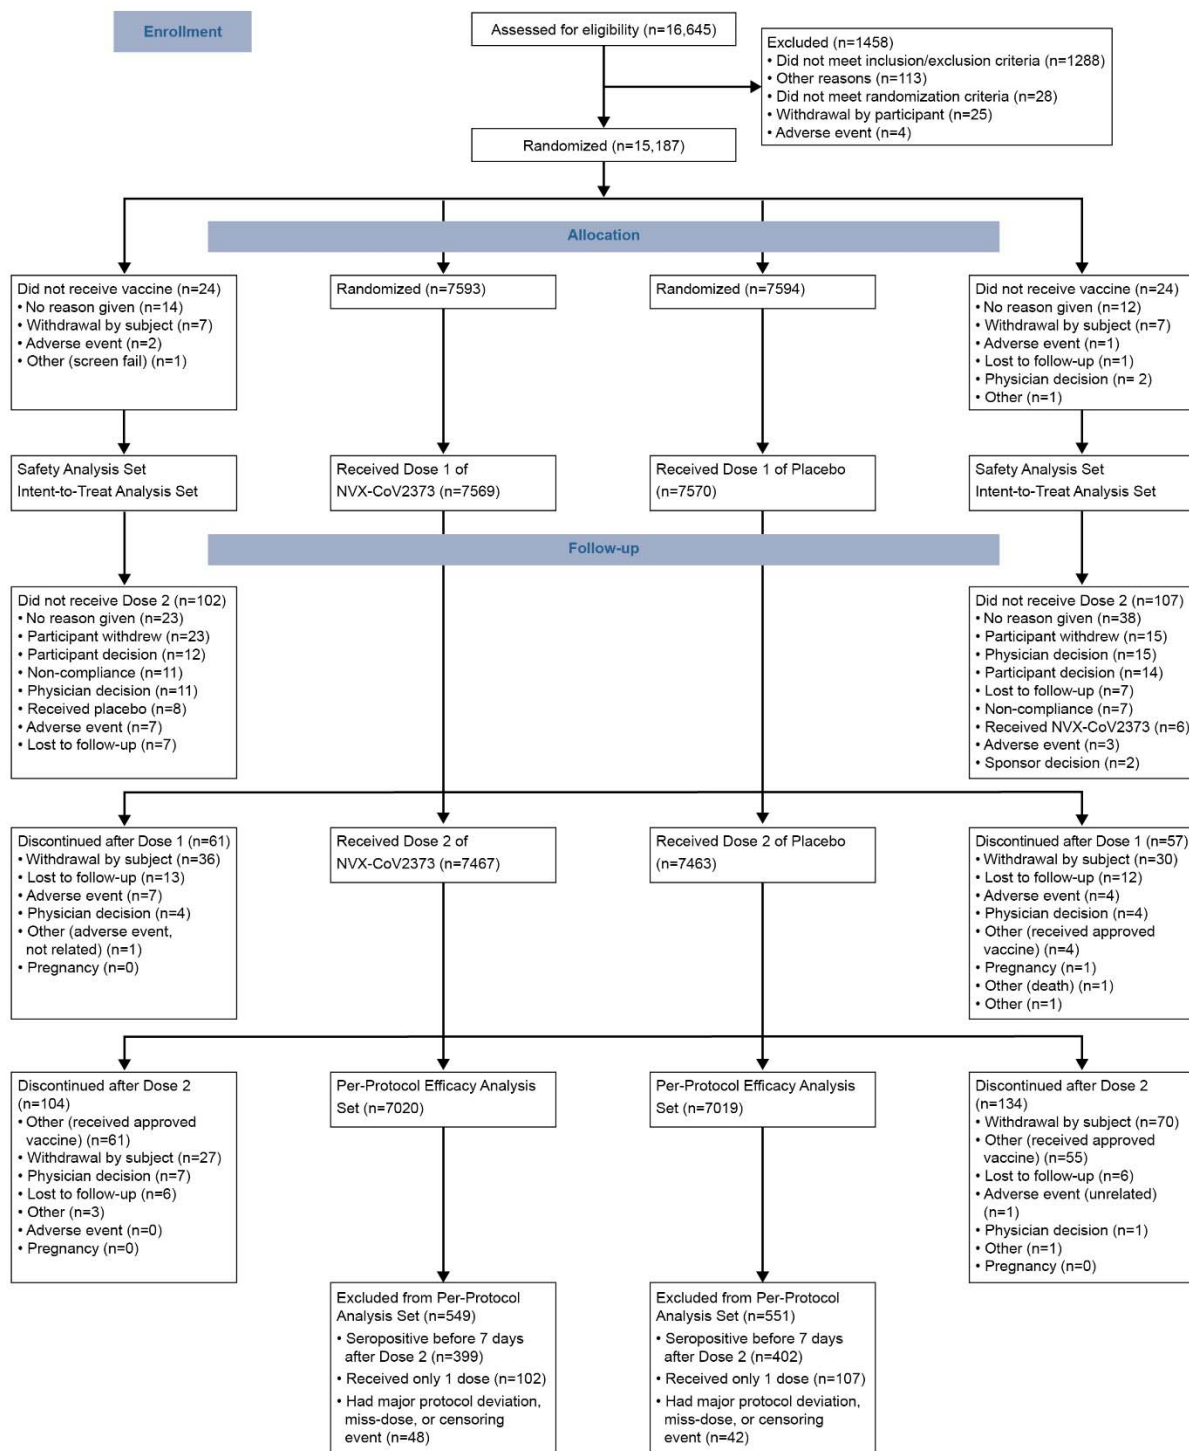 Enrollment
Assessed for eligibility (n=16,645)
Excluded (n=1458)
• Did not meet inclusion/exclusion criteria (n=1288)
• Other reasons (n=113)
• Did not meet randomization criteria (n=28)
• Withdrawal by participant (n=25)
• Adverse event (n=4)
Randomized (n=15,187)
Allocation
Did not receive vaccine (n=24)
• No reason given (n=14)
• Withdrawal by subject (n=7)
• Adverse event (n=2)
• Other (screen fail) (n=1)
Randomized (n=7593)
Randomized (n=7594)
Did not receive vaccine (n=24)
• No reason given (n=12)
• Withdrawal by subject (n=7)
• Adverse event (n=1)
• Lost to follow-up (n=1)
• Physician decision (n= 2)
• Other (n=1)
Safety Analysis Set
Intent-to-Treat Analysis Set
Received Dose 1 of
NVX-CoV2373 (n=7569)
Received Dose 1 of Placebo
(n=7570)
Safety Analysis Set
Intent-to-Treat Analysis Set
Follow-up
Did not receive Dose 2 (n=102)
• No reason given (n=23)
• Participant withdrew (n=23)
• Participant decision (n=12)
• Non-compliance (n=11)
• Physician decision (n=11)
• Received placebo (n=8)
• Adverse event (n=7)
• Lost to follow-up (n=7)
Did not receive Dose 2 (n=107)
• No reason given (n=38)
• Participant withdrew (n=15)
• Physician decision (n=15)
• Participant decision (n=14)
• Lost to follow-up (n=7)
• Non-compliance (n=7)
• Received NVX-CoV2373 (n=6)
• Adverse event (n=3)
• Sponsor decision (n=2)
Discontinued after Dose 1 (n=61)
• Withdrawal by subject (n=36)
• Lost to follow-up (n=13)
• Adverse event (n=7)
• Physician decision (n=4)
• Other (adverse event,
not related) (n=1)
• Pregnancy (n=0)
Received Dose 2 of
NVX-CoV2373 (n=7467)
Received Dose 2 of Placebo
(n=7463)
Discontinued after Dose 1 (n=57)
• Withdrawal by subject (n=30)
• Lost to follow-up (n=12)
• Adverse event (n=4)
• Physician decision (n=4)
• Other (received approved
vaccine) (n=4)
• Pregnancy (n=1)
• Other (death) (n=1)
• Other (n=1)
Discontinued after Dose 2
(n=104)
• Other (received approved
vaccine) (n=61)
• Withdrawal by subject (n=27)
• Physician decision (n=7)
• Lost to follow-up (n=6)
• Other (n=3)
• Adverse event (n=0)
• Pregnancy (n=0)
Per-Protocol Efficacy Analysis
Set (n=7020)
Per-Protocol Efficacy Analysis
Set (n=7019)
Discontinued after Dose 2
(n=134)
• Withdrawal by subject (n=70)
• Other (received approved
vaccine) (n=55)
• Lost to follow-up (n=6)
• Adverse event (unrelated)
(n=1)
• Physician decision (n=1)
• Other (n=1)
• Pregnancy (n=0)
Excluded from Per-Protocol
Analysis Set (n=549)
• Seropositive before 7 days
after Dose 2 (n=399)
• Received only 1 dose (n=102)
• Had major protocol deviation,
miss-dose, or censoring
event (n=48)
Excluded from Per-Protocol
Analysis Set (n=551)
• Seropositive before 7 days
after Dose 2 (n=402)
• Received only 1 dose (n=107)
• Had major protocol deviation,
miss-dose, or censoring
event (n=42)